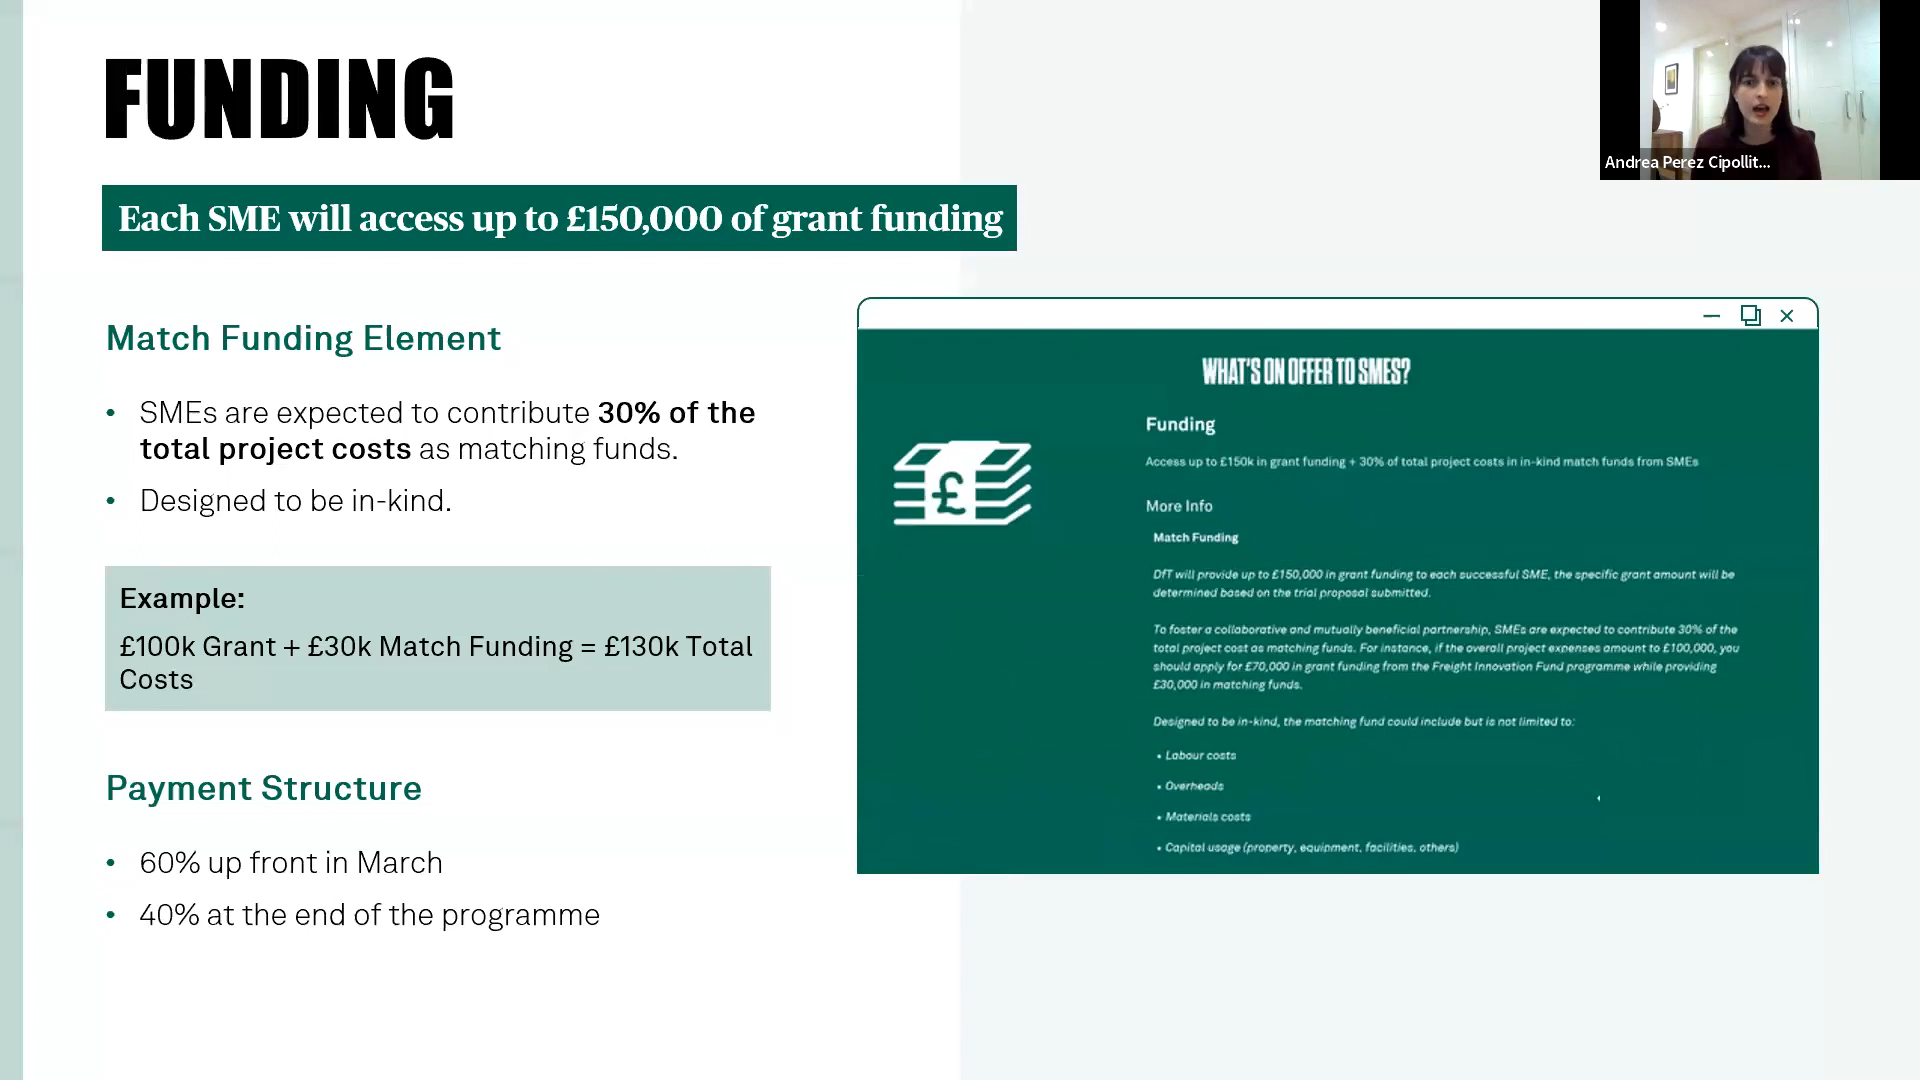 FUNDING
Each SME will access up to £150,000 of grant funding
Match Funding Element
• SMEs are expected to contribute 30% of the
total project costs as matching funds.
• Designed to be in-kind.
Example:
£100k Grant + £30k Match Funding = £130k Total
Costs
Payment Structure
• 60% up front in March
• 40% at the end of the programme
WHAT'S ON OFFER TO SMES?
£
Funding
Access up to £150k in grant funding + 30% of total project costs in in-kind match funds from SMEs
More Info
Match Funding
DfT will provide up to £150,000 in grant funding to each successful SME, the specific grant amount will be
determined based on the trial proposal submitted.
To foster a collaborative and mutually beneficial partnership, SMEs are expected to contribute 30% of the
total project cost as matching funds. For instance, if the overall project expenses amount to £100,000, you
should apply for £70,000 in grant funding from the Freight Innovation Fund programme while providing
£30,000 in matching funds.
Designed to be in-kind, the matching fund could include but is not limited to:
• Labour costs
• Overheads
• Materials costs
• Capital usage (property, equipment, facilities, others)
Andrea Perez Cipollit...